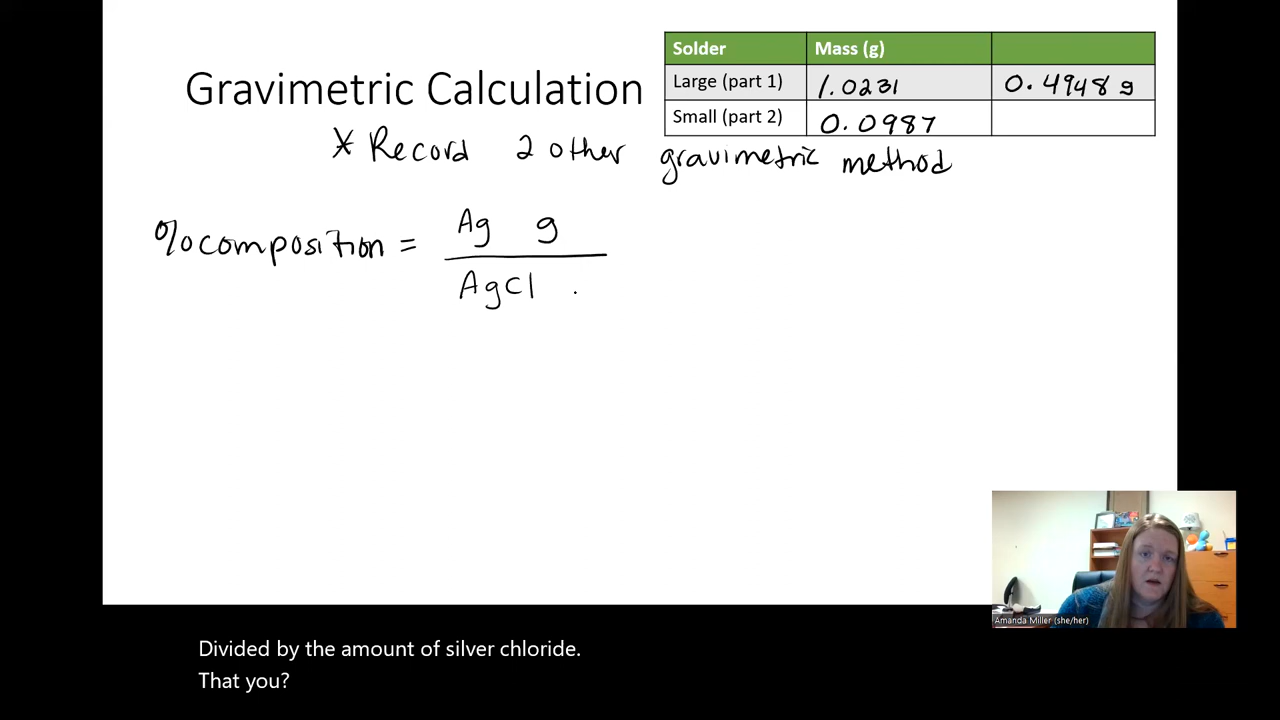 Solder Mass (g)
Large (part 1) 1.0231 0.4948 g
Small (part 2) 0.0987
Gravimetric Calculation
* Record 2 other gravimetric method
% composition = Ag g
AgCl .
Amanda Miller (she/her)
Divided by the amount of silver chloride.
That you?